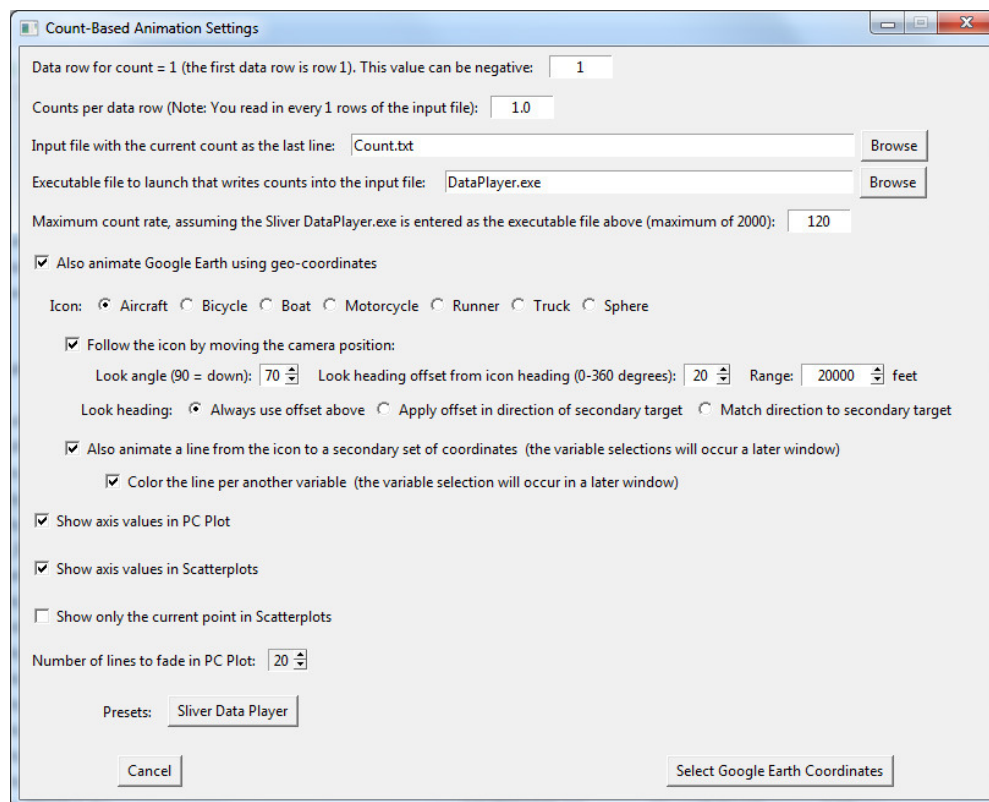 Count-Based Animation Settings
Data row for count = 1 (the first data row is row 1). This value can be negative: 1
Counts per data row (Note: You read in every 1 rows of the input file): 1.0
Input file with the current count as the last line: Count.txt Browse
Executable file to launch that writes counts into the input file: DataPlayer.exe Browse
Maximum count rate, assuming the Sliver DataPlayer.exe is entered as the executable file above (maximum of 2000): 120
Also animate Google Earth using geo-coordinates
Icon: Aircraft Bicycle Boat Motorcycle Runner Truck Sphere
Follow the icon by moving the camera position:
Look angle (90 = down): 70 Look heading offset from icon heading (0-360 degrees): 20 Range: 20000 feet
Look heading: Always use offset above Apply offset in direction of secondary target Match direction to secondary target
Also animate a line from the icon to a secondary set of coordinates (the variable selections will occur a later window)
Color the line per another variable (the variable selection will occur in a later window)
Show axis values in PC Plot
Show axis values in Scatterplots
Show only the current point in Scatterplots
Number of lines to fade in PC Plot: 20
Presets: Sliver Data Player
Cancel Select Google Earth Coordinates